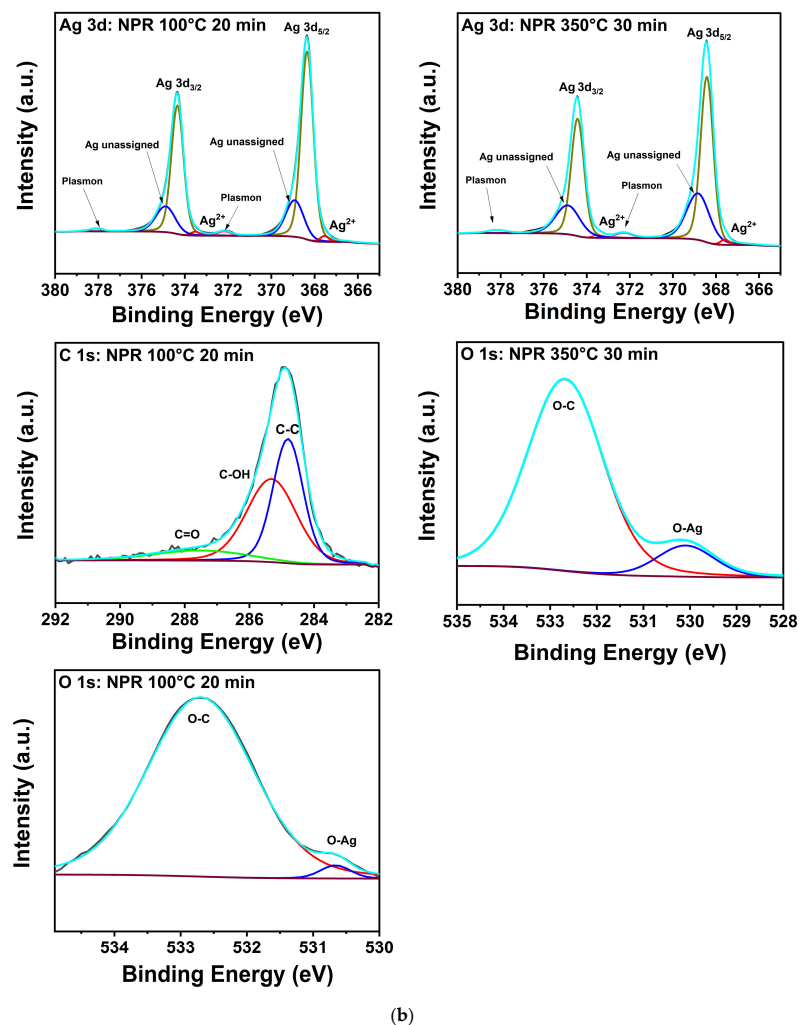 Ag 3d: NPR 100°C 20 min
Ag 3d5/2
Ag 3d3/2
Ag unassigned
Ag unassigned
Plasmon
Ag2+
Plasmon
Ag2+
Intensity (a.u.)
380 378 376 374 372 370 368 366
Binding Energy (eV)
Ag 3d: NPR 350°C 30 min
Ag 3d5/2
Ag 3d3/2
Ag unassigned
Ag unassigned
Plasmon
Ag2+
Plasmon
Ag2+
Intensity (a.u.)
380 378 376 374 372 370 368 366
Binding Energy (eV)
C 1s: NPR 100°C 20 min
C-C
C-OH
C=O
Intensity (a.u.)
292 290 288 286 284 282
Binding Energy (eV)
O 1s: NPR 350°C 30 min
O-C
O-Ag
Intensity (a.u.)
535 534 533 532 531 530 529 528
Binding Energy (eV)
O 1s: NPR 100°C 20 min
O-C
O-Ag
Intensity (a.u.)
534 533 532 531 530
Binding Energy (eV)
(b)